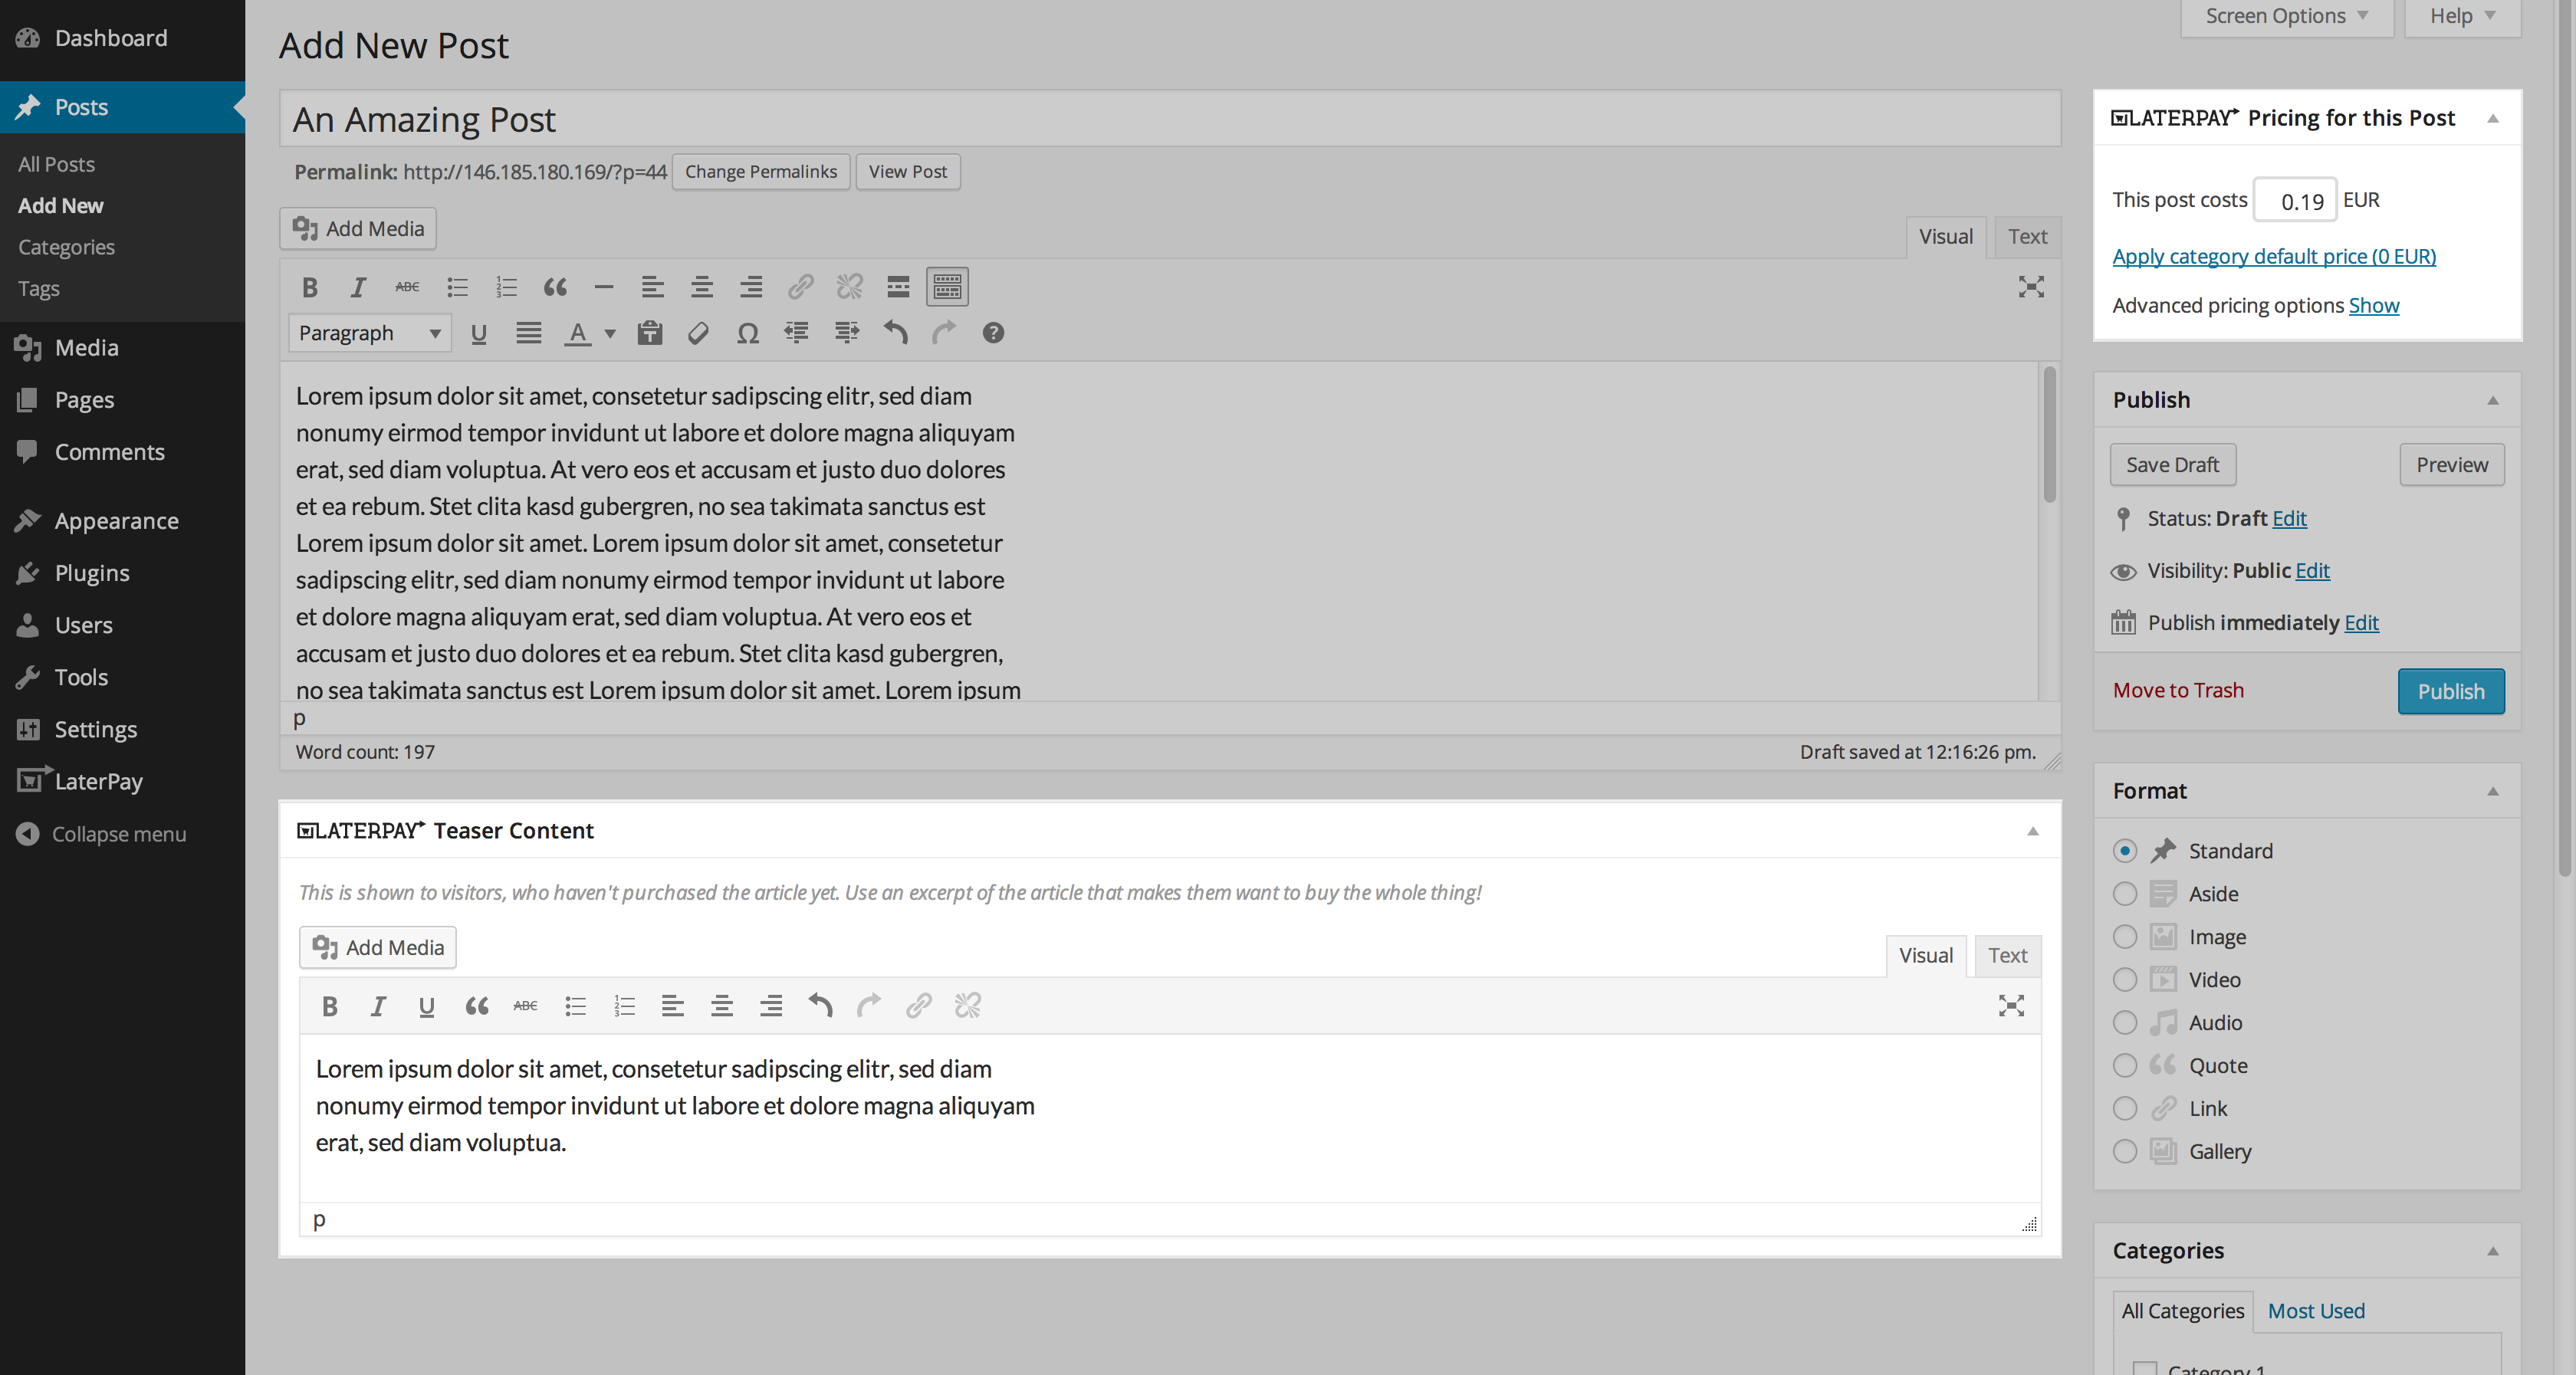 Dashboard
Posts
All Posts
Add New
Categories
Tags
Media
Pages
Comments
Appearance
Plugins
Users
Tools
Settings
LaterPay
Collapse menu
Screen Options
Help
Add New Post
An Amazing Post
Permalink: http://146.185.180.169/?p=44 Change Permalinks View Post
Add Media
Visual Text
B I ABC
Paragraph U A Ω ?
Lorem ipsum dolor sit amet, consetetur sadipscing elitr, sed diam
nonumy eirmod tempor invidunt ut labore et dolore magna aliquyam
erat, sed diam voluptua. At vero eos et accusam et justo duo dolores
et ea rebum. Stet clita kasd gubergren, no sea takimata sanctus est
Lorem ipsum dolor sit amet. Lorem ipsum dolor sit amet, consetetur
sadipscing elitr, sed diam nonumy eirmod tempor invidunt ut labore
et dolore magna aliquyam erat, sed diam voluptua. At vero eos et
accusam et justo duo dolores et ea rebum. Stet clita kasd gubergren,
no sea takimata sanctus est Lorem ipsum dolor sit amet. Lorem ipsum
p
Word count: 197
Draft saved at 12:16:26 pm.
LATERPAY Teaser Content
This is shown to visitors, who haven't purchased the article yet. Use an excerpt of the article that makes them want to buy the whole thing!
Add Media
Visual Text
B I U ABC
Lorem ipsum dolor sit amet, consetetur sadipscing elitr, sed diam
nonumy eirmod tempor invidunt ut labore et dolore magna aliquyam
erat, sed diam voluptua.
p
LATERPAY Pricing for this Post
This post costs 0.19 EUR
Apply category default price (0 EUR)
Advanced pricing options Show
Publish
Save Draft Preview
Status: Draft Edit
Visibility: Public Edit
Publish immediately Edit
Move to Trash Publish
Format
Standard
Aside
Image
Video
Audio
Quote
Link
Gallery
Categories
All Categories Most Used
Category 1